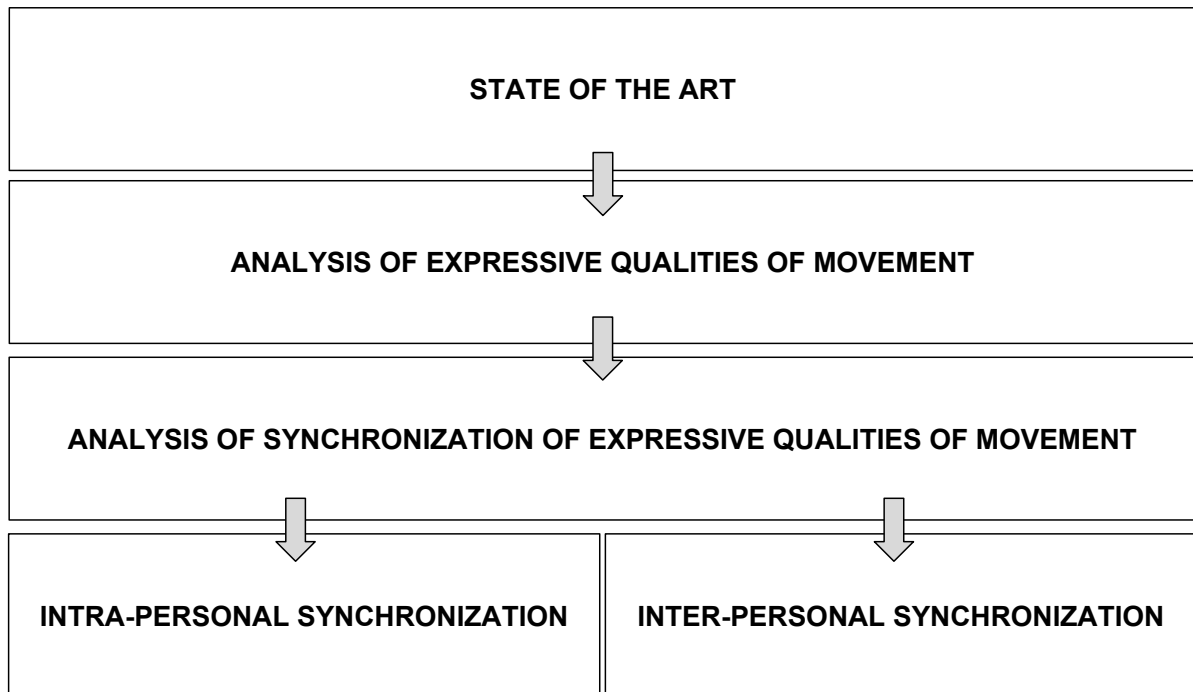 STATE OF THE ART
ANALYSIS OF EXPRESSIVE QUALITIES OF MOVEMENT
ANALYSIS OF SYNCHRONIZATION OF EXPRESSIVE QUALITIES OF MOVEMENT
INTRA-PERSONAL SYNCHRONIZATION
INTER-PERSONAL SYNCHRONIZATION